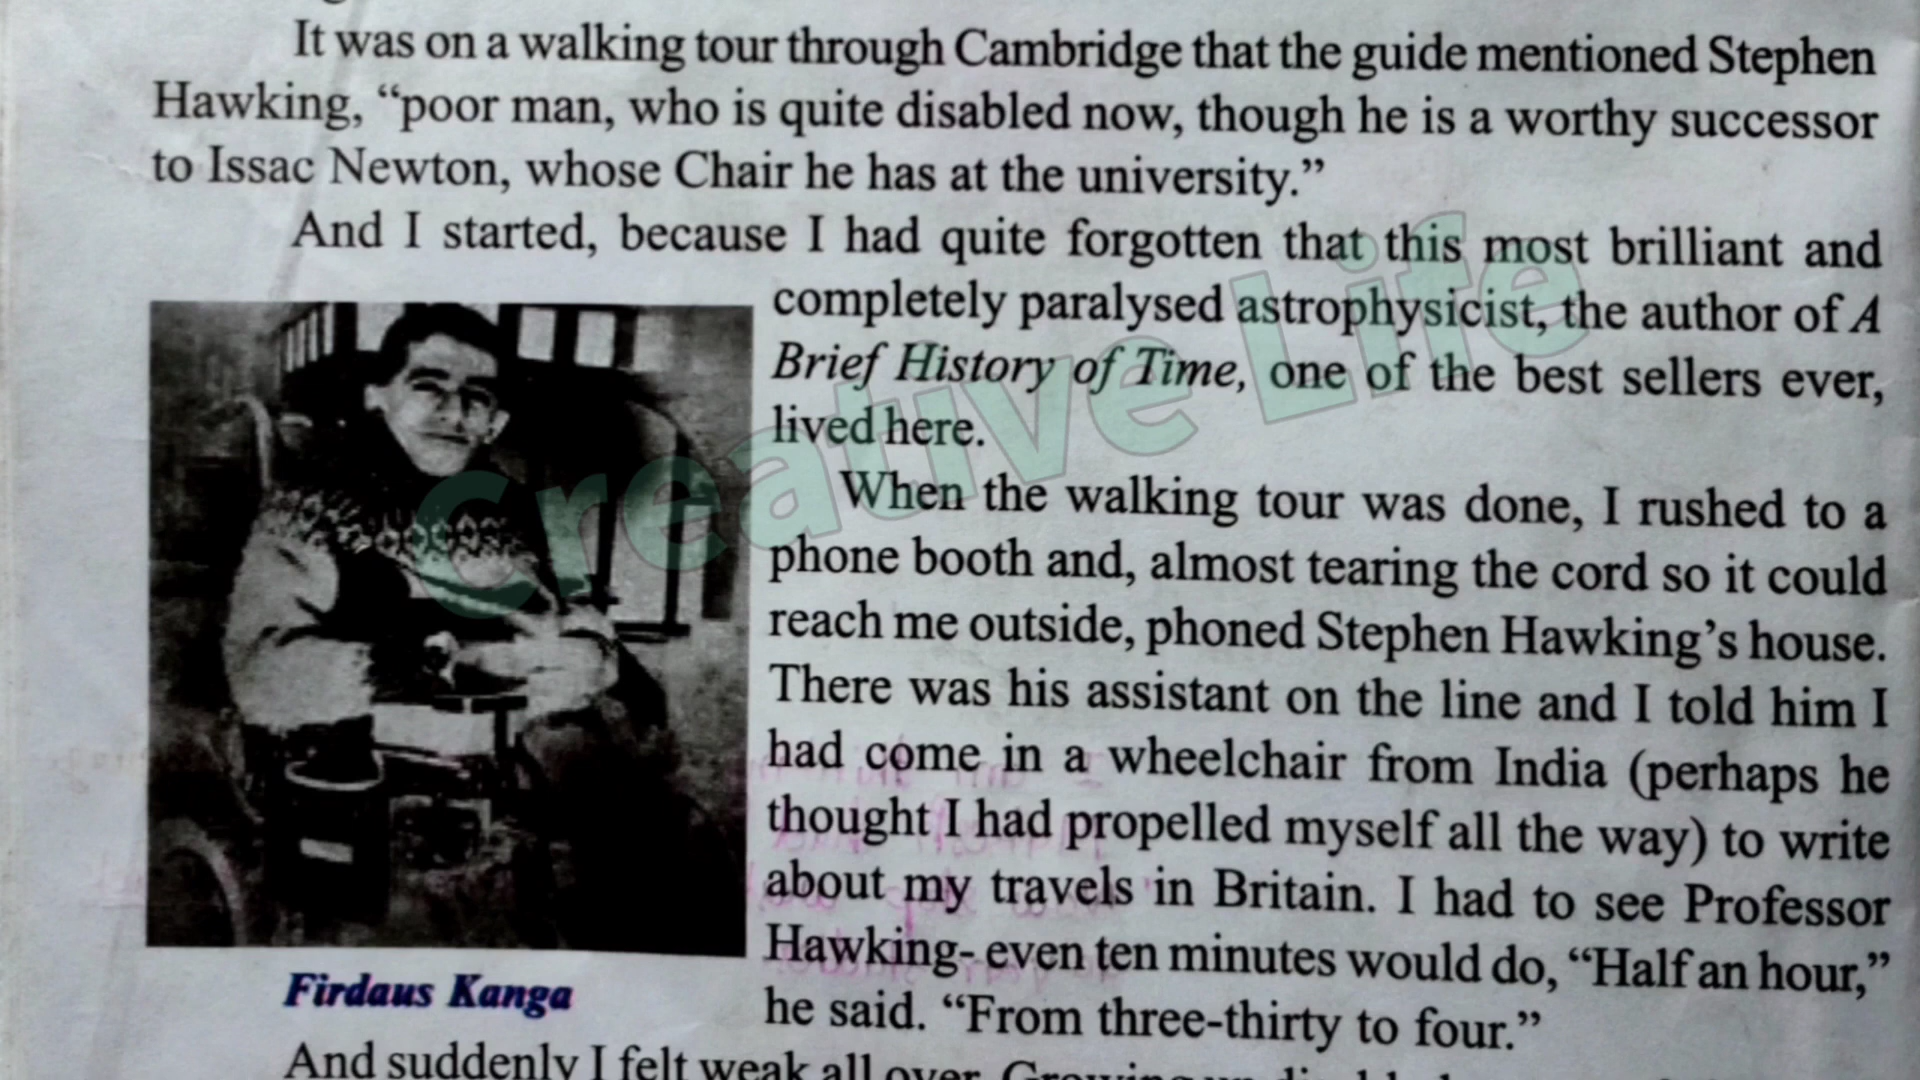 It was on a walking tour through Cambridge that the guide mentioned Stephen
Hawking, “poor man, who is quite disabled now, though he is a worthy successor
to Issac Newton, whose Chair he has at the university.”
And I started, because I had quite forgotten that this most brilliant and
completely paralysed astrophysicist, the author of A
Brief History of Time, one of the best sellers ever,
lived here.
When the walking tour was done, I rushed to a
phone booth and, almost tearing the cord so it could
reach me outside, phoned Stephen Hawking’s house.
There was his assistant on the line and I told him I
had come in a wheelchair from India (perhaps he
thought I had propelled myself all the way) to write
about my travels in Britain. I had to see Professor
Hawking- even ten minutes would do, “Half an hour,”
he said. “From three-thirty to four.”
Firdaus Kanga
And suddenly I felt weak all over. Growing up disabled
Creative Life